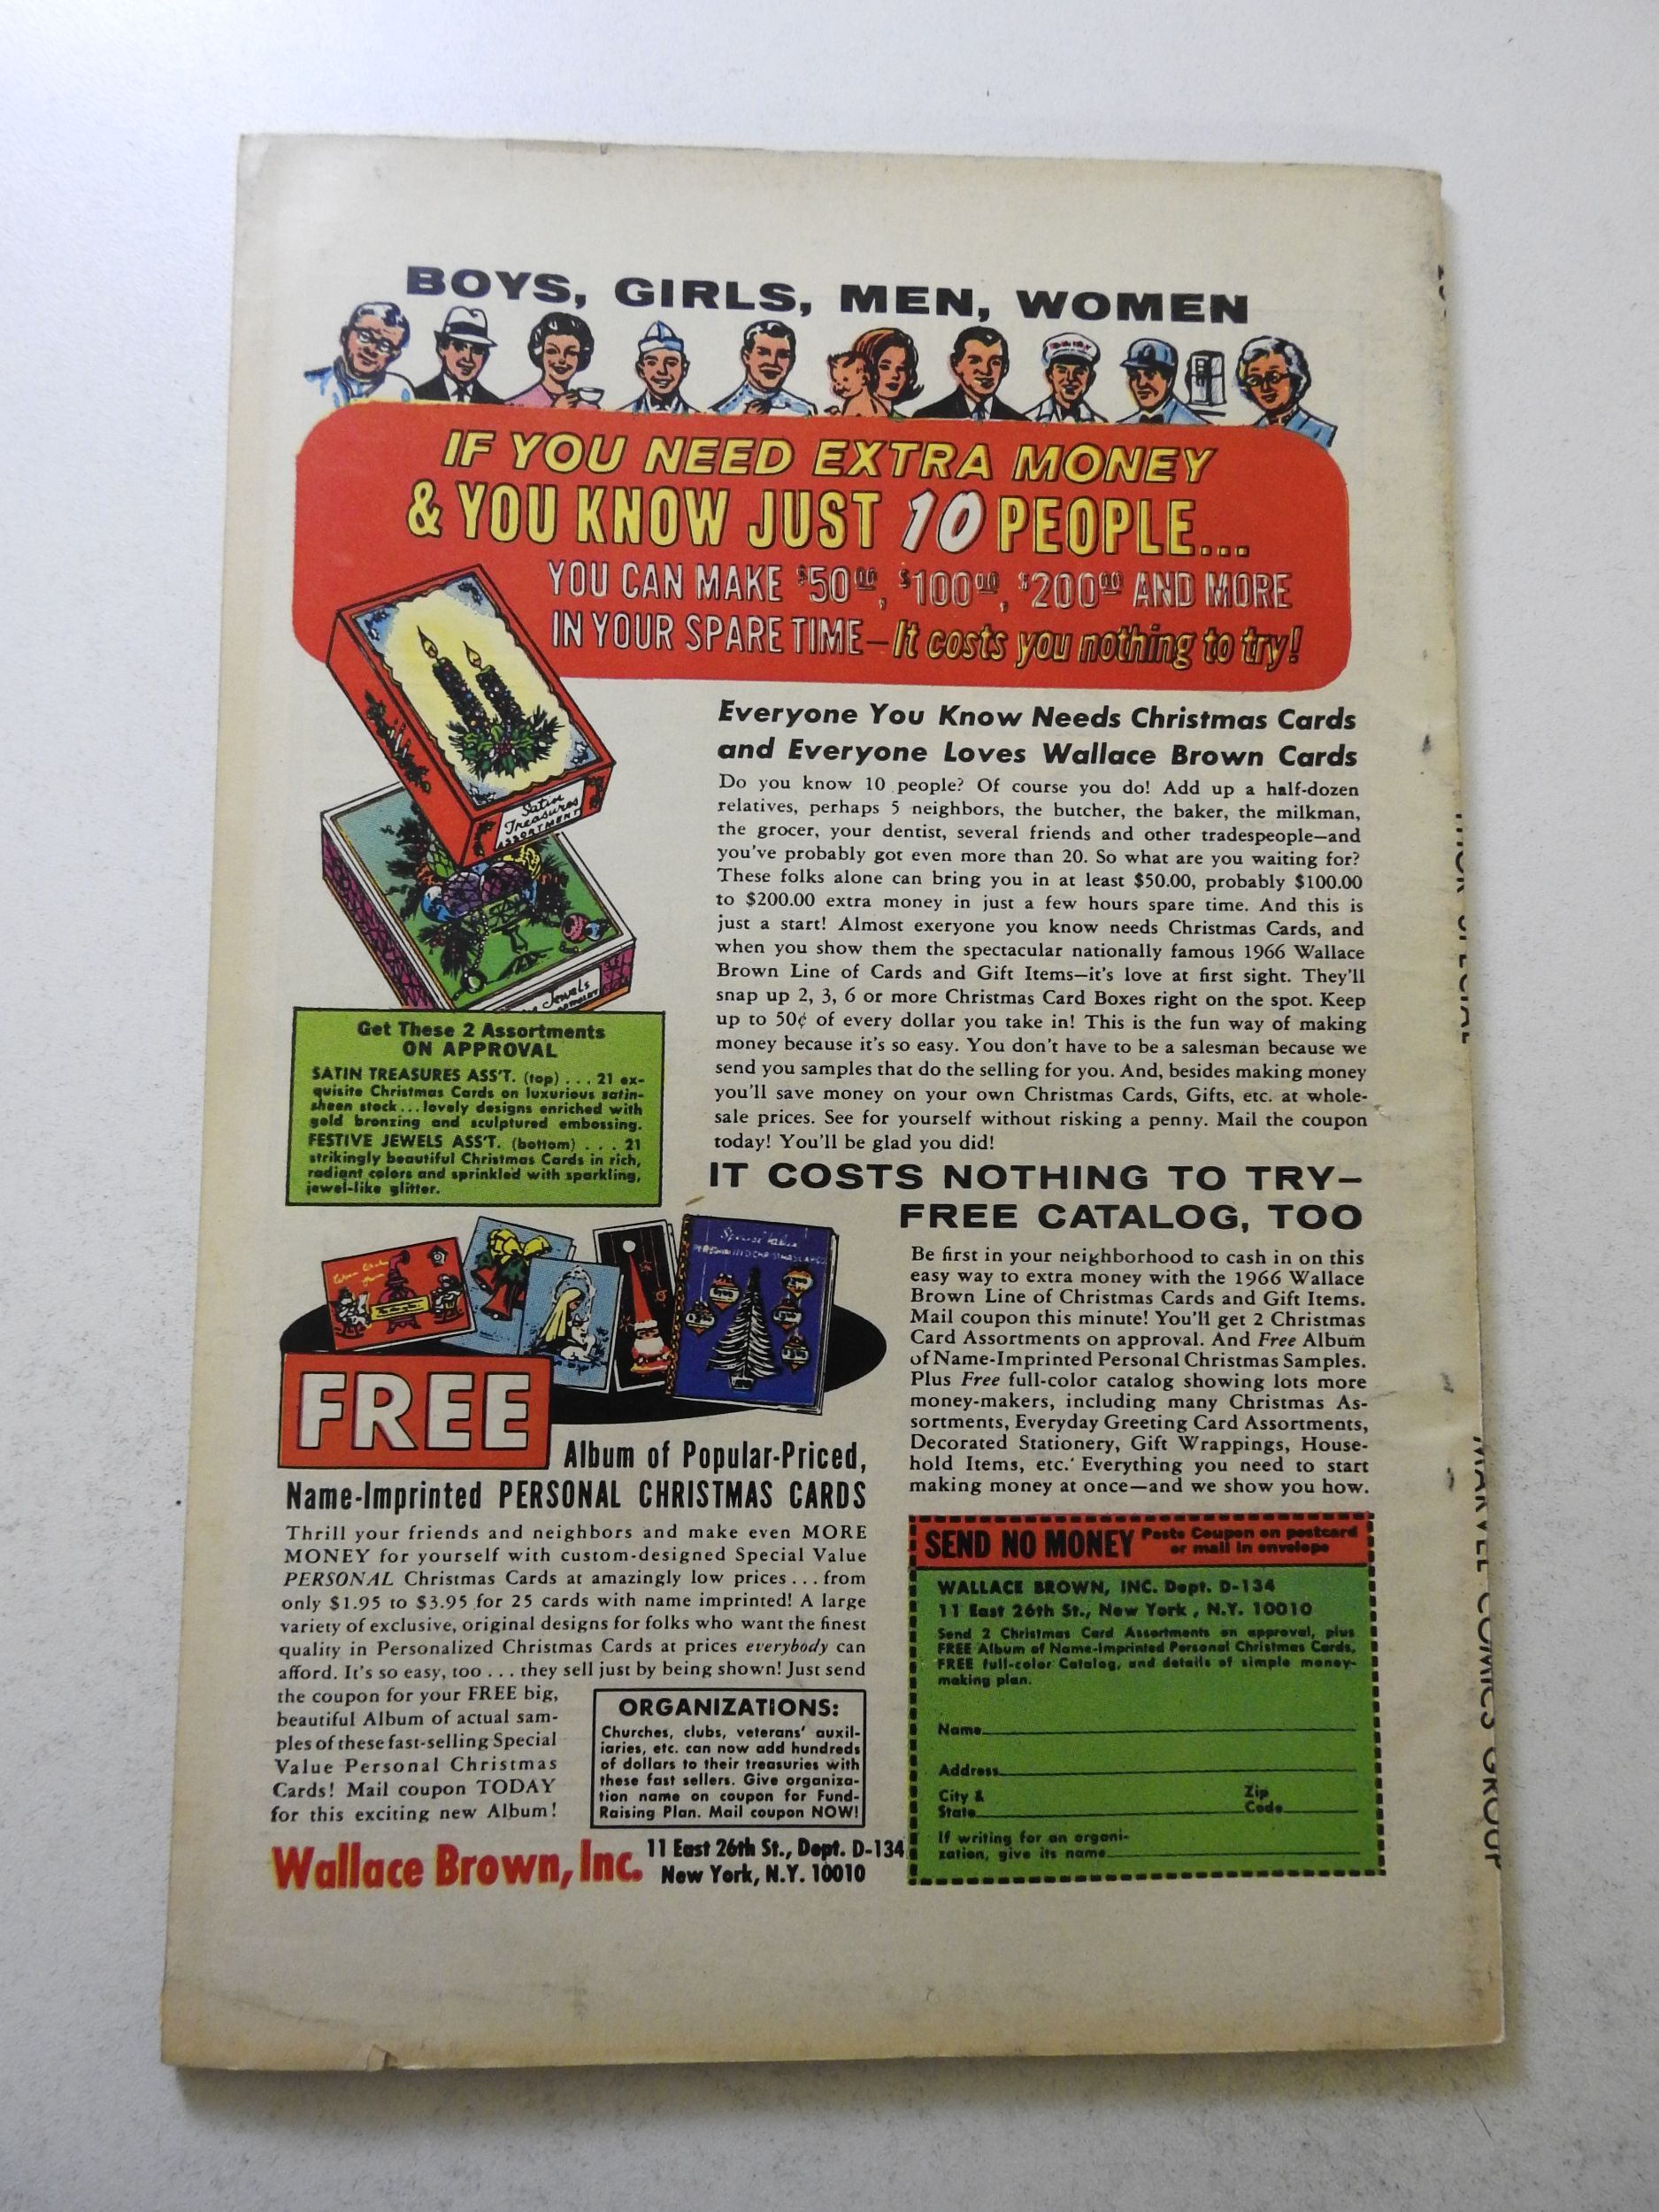 BOYS, GIRLS, MEN, WOMEN
IF YOU NEED EXTRA MONEY
& YOU KNOW JUST 10 PEOPLE...
YOU CAN MAKE $50.00, $100.00, $200.00 AND MORE
IN YOUR SPARE TIME—It costs you nothing to try!
Satin
Treasures
ASSORTMENT
Jewels
Get These 2 Assortments
ON APPROVAL
SATIN TREASURES ASS'T. (top) . . . 21 ex-
quisite Christmas Cards on luxurious satin-
sheen stock...lovely designs enriched with
gold bronzing and sculptured embossing.
FESTIVE JEWELS ASS'T. (bottom) . . . 21
strikingly beautiful Christmas Cards in rich,
radiant colors and sprinkled with sparkling,
jewel-like glitter.
Everyone You Know Needs Christmas Cards
and Everyone Loves Wallace Brown Cards
Do you know 10 people? Of course you do! Add up a half-dozen
relatives, perhaps 5 neighbors, the butcher, the baker, the milkman,
the grocer, your dentist, several friends and other tradespeople—and
you've probably got even more than 20. So what are you waiting for?
These folks alone can bring you in at least $50.00, probably $100.00
to $200.00 extra money in just a few hours spare time. And this is
just a start! Almost exeryone you know needs Christmas Cards, and
when you show them the spectacular nationally famous 1966 Wallace
Brown Line of Cards and Gift Items—it's love at first sight. They'll
snap up 2, 3, 6 or more Christmas Card Boxes right on the spot. Keep
up to 50¢ of every dollar you take in! This is the fun way of making
money because it's so easy. You don't have to be a salesman because we
send you samples that do the selling for you. And, besides making money
you'll save money on your own Christmas Cards, Gifts, etc. at whole-
sale prices. See for yourself without risking a penny. Mail the coupon
today! You'll be glad you did!
IT COSTS NOTHING TO TRY—
FREE CATALOG, TOO
Be first in your neighborhood to cash in on this
easy way to extra money with the 1966 Wallace
Brown Line of Christmas Cards and Gift Items.
Mail coupon this minute! You'll get 2 Christmas
Card Assortments on approval. And Free Album
of Name-Imprinted Personal Christmas Samples.
Plus Free full-color catalog showing lots more
money-makers, including many Christmas As-
sortments, Everyday Greeting Card Assortments,
Decorated Stationery, Gift Wrappings, House-
hold Items, etc. Everything you need to start
making money at once—and we show you how.
Special Value
PERSONALIZED CHRISTMAS CARDS
FREE
Album of Popular-Priced,
Name-Imprinted PERSONAL CHRISTMAS CARDS
Thrill your friends and neighbors and make even MORE
MONEY for yourself with custom-designed Special Value
PERSONAL Christmas Cards at amazingly low prices . . . from
only $1.95 to $3.95 for 25 cards with name imprinted! A large
variety of exclusive, original designs for folks who want the finest
quality in Personalized Christmas Cards at prices everybody can
afford. It's so easy, too . . . they sell just by being shown! Just send
the coupon for your FREE big,
beautiful Album of actual sam-
ples of these fast-selling Special
Value Personal Christmas
Cards! Mail coupon TODAY
for this exciting new Album!
ORGANIZATIONS:
Churches, clubs, veterans' auxil-
iaries, etc. can now add hundreds
of dollars to their treasuries with
these fast sellers. Give organiza-
tion name on coupon for Fund-
Raising Plan. Mail coupon NOW!
Wallace Brown, Inc. 11 East 26th St., Dept. D-134
New York, N.Y. 10010
SEND NO MONEY Paste Coupon on postcard
or mail in envelope
WALLACE BROWN, INC. Dept. D-134
11 East 26th St., New York , N.Y. 10010
Send 2 Christmas Card Assortments on approval, plus
FREE Album of Name-Imprinted Personal Christmas Cards,
FREE full-color Catalog, and details of simple money-
making plan.
Name
Address
City &
State
Zip
Code
If writing for an organi-
zation, give its name
SPECIAL
MARVEL COMICS GROUP